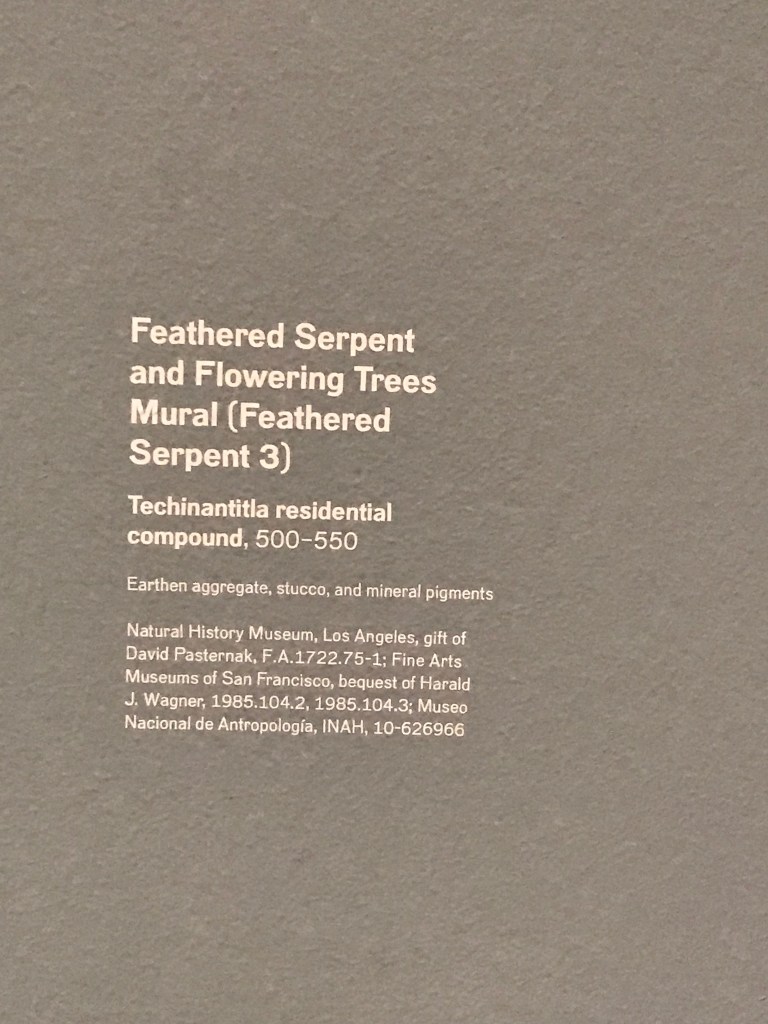 Feathered Serpent
and Flowering Trees
Mural (Feathered
Serpent 3)
Techinantitla residential
compound, 500–550
Earthen aggregate, stucco, and mineral pigments
Natural History Museum, Los Angeles, gift of
David Pasternak, F.A.1722.75-1; Fine Arts
Museums of San Francisco, bequest of Harald
J. Wagner, 1985.104.2, 1985.104.3; Museo
Nacional de Antropología, INAH, 10-626966